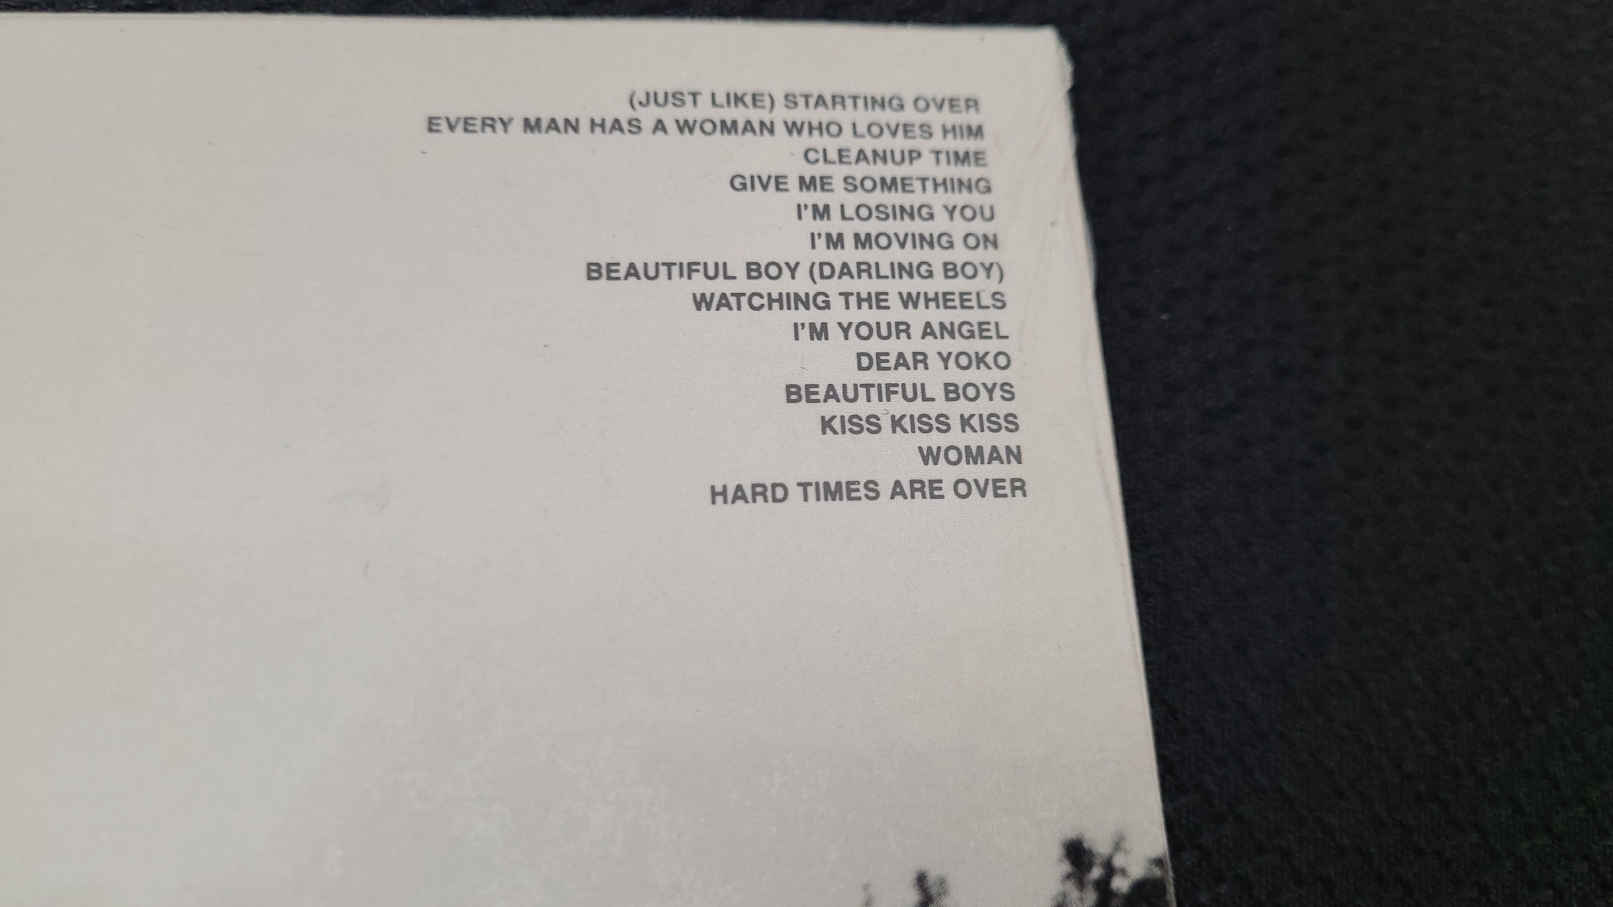 (JUST LIKE) STARTING OVER
EVERY MAN HAS A WOMAN WHO LOVES HIM
CLEANUP TIME
GIVE ME SOMETHING
I'M LOSING YOU
I'M MOVING ON
BEAUTIFUL BOY (DARLING BOY)
WATCHING THE WHEELS
I'M YOUR ANGEL
DEAR YOKO
BEAUTIFUL BOYS
KISS KISS KISS
WOMAN
HARD TIMES ARE OVER